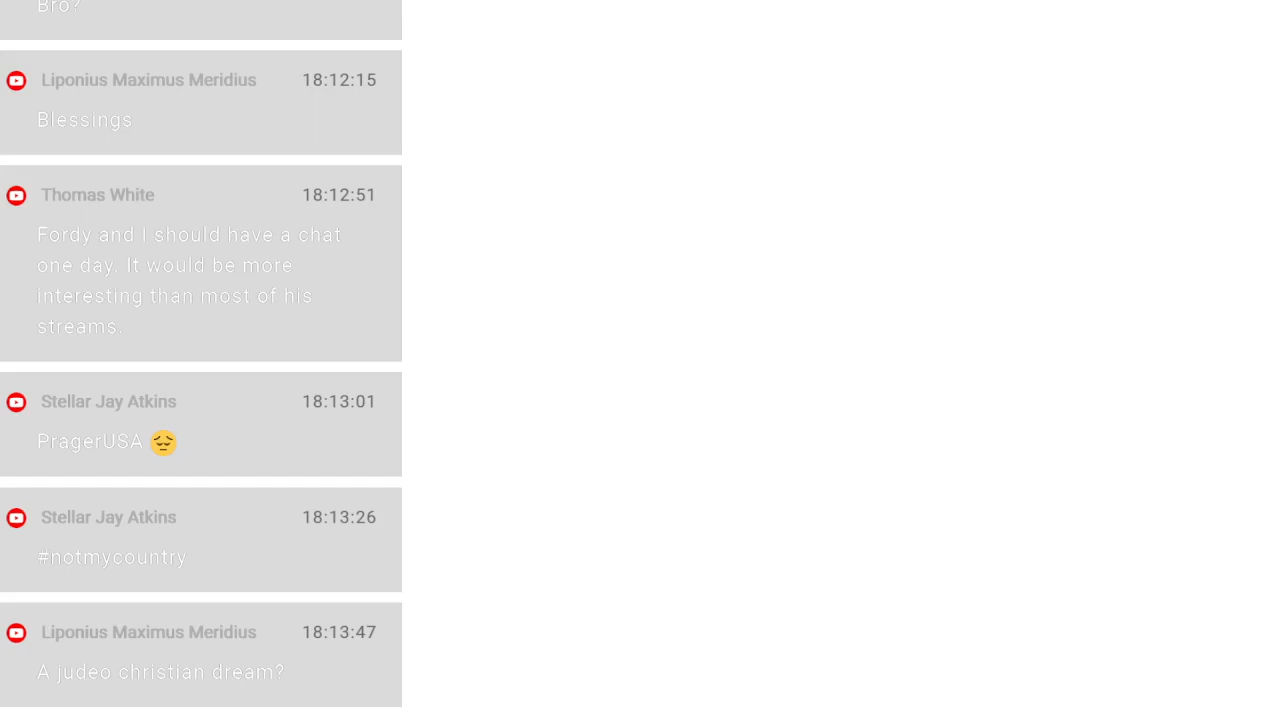 Bro?
Liponius Maximus Meridius 18:12:15
Blessings
Thomas White 18:12:51
Fordy and I should have a chat
one day. It would be more
interesting than most of his
streams.
Stellar Jay Atkins 18:13:01
PragerUSA 😔
Stellar Jay Atkins 18:13:26
#notmycountry
Liponius Maximus Meridius 18:13:47
A judeo christian dream?